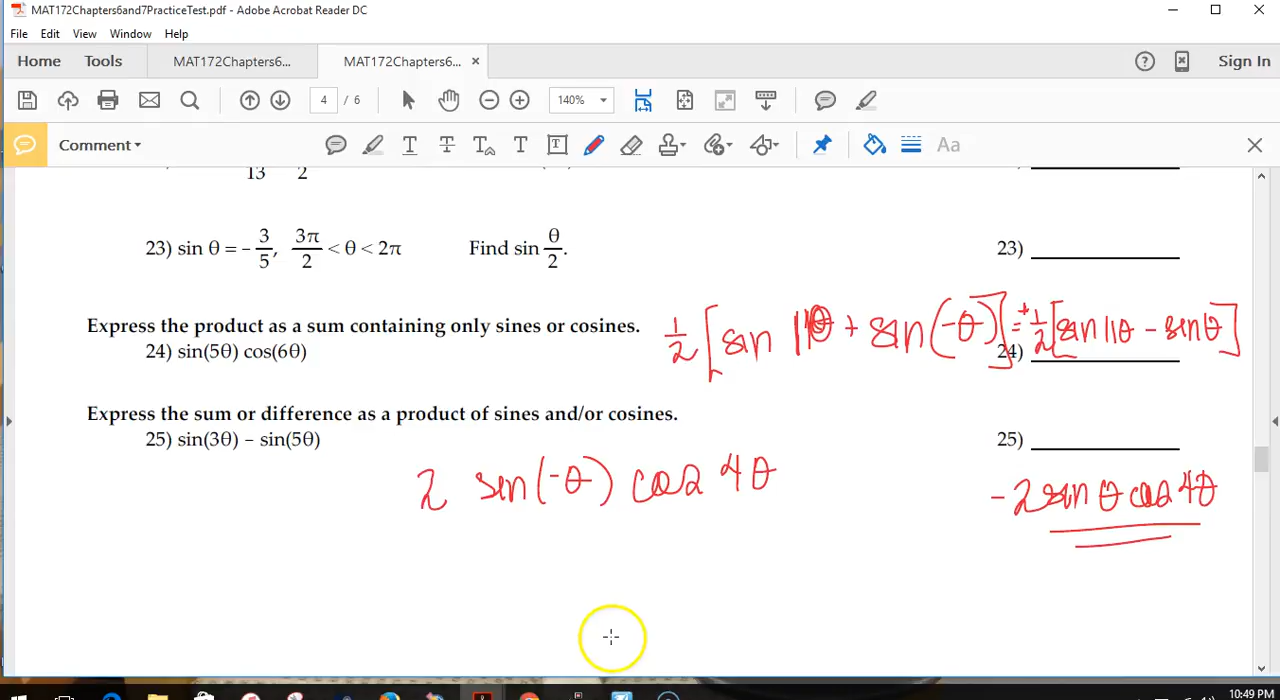 MAT172Chapters6and7PracticeTest.pdf - Adobe Acrobat Reader DC
File Edit View Window Help
Home Tools MAT172Chapters6... MAT172Chapters6... × Sign In
4 / 6 140%
Comment
13 2
23) sin θ = - 3/5, 3π/2 < θ < 2π Find sin θ/2. 23)
Express the product as a sum containing only sines or cosines.
1/2 [sin 11θ + sin(-θ)] = 1/2 [sin 11θ - sin θ]
24) sin(5θ) cos(6θ) 24)
Express the sum or difference as a product of sines and/or cosines.
25) sin(3θ) - sin(5θ) 25)
2 sin(-θ) cos 4θ
-2 sin θ cos 4θ
10:49 PM